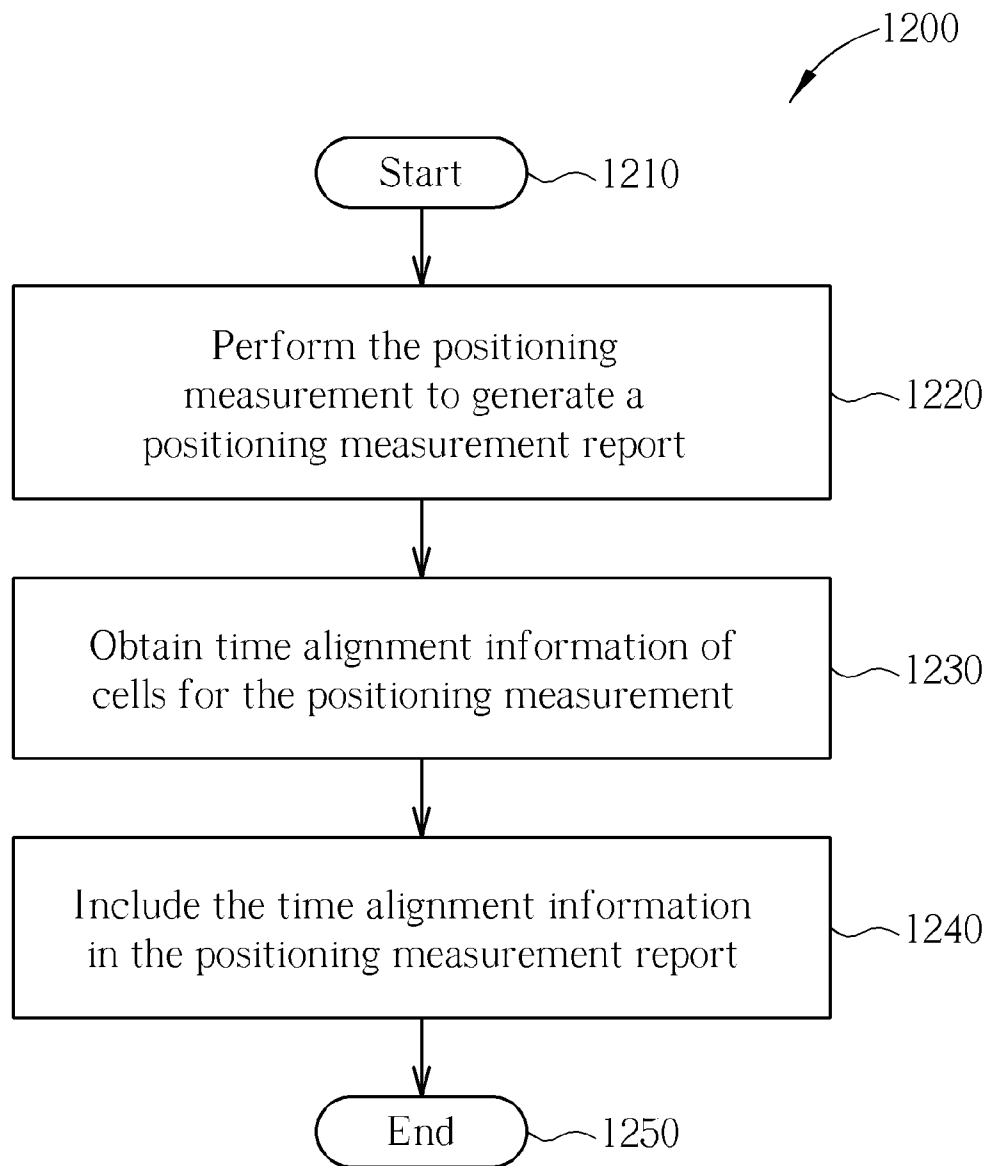 1200
Start
1210
Perform the positioning
measurement to generate a
positioning measurement report
1220
Obtain time alignment information of
cells for the positioning measurement
1230
Include the time alignment information
in the positioning measurement report
1240
End
1250